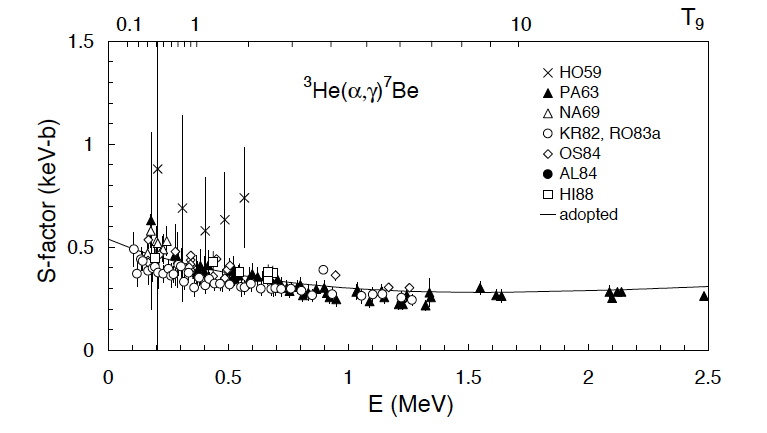 0.1 1 10 T₉
1.5
³He(α,γ)⁷Be
HO59
PA63
NA69
1
KR82, RO83a
OS84
AL84
HI88
adopted
S-factor (keV-b)
0.5
0
0 0.5 1 1.5 2 2.5
E (MeV)